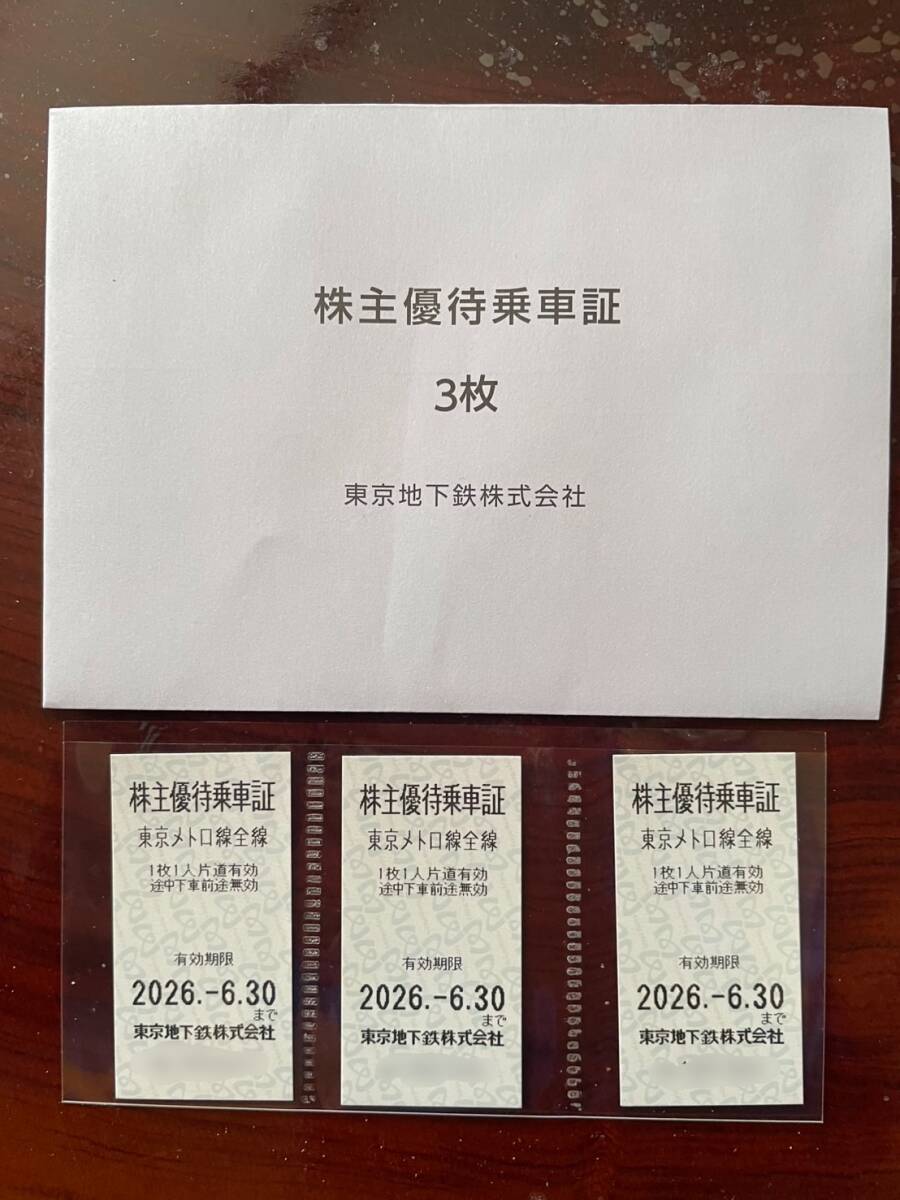 株主優待乗車証
3枚
東京地下鉄株式会社
株主優待乗車証
東京メトロ線全線
1枚1人片道有効
途中下車前途無効
有効期限
2026.-6.30
まで
東京地下鉄株式会社
株主優待乗車証
東京メトロ線全線
1枚1人片道有効
途中下車前途無効
有効期限
2026.-6.30
まで
東京地下鉄株式会社
株主優待乗車証
東京メトロ線全線
1枚1人片道有効
途中下車前途無効
有効期限
2026.-6.30
まで
東京地下鉄株式会社